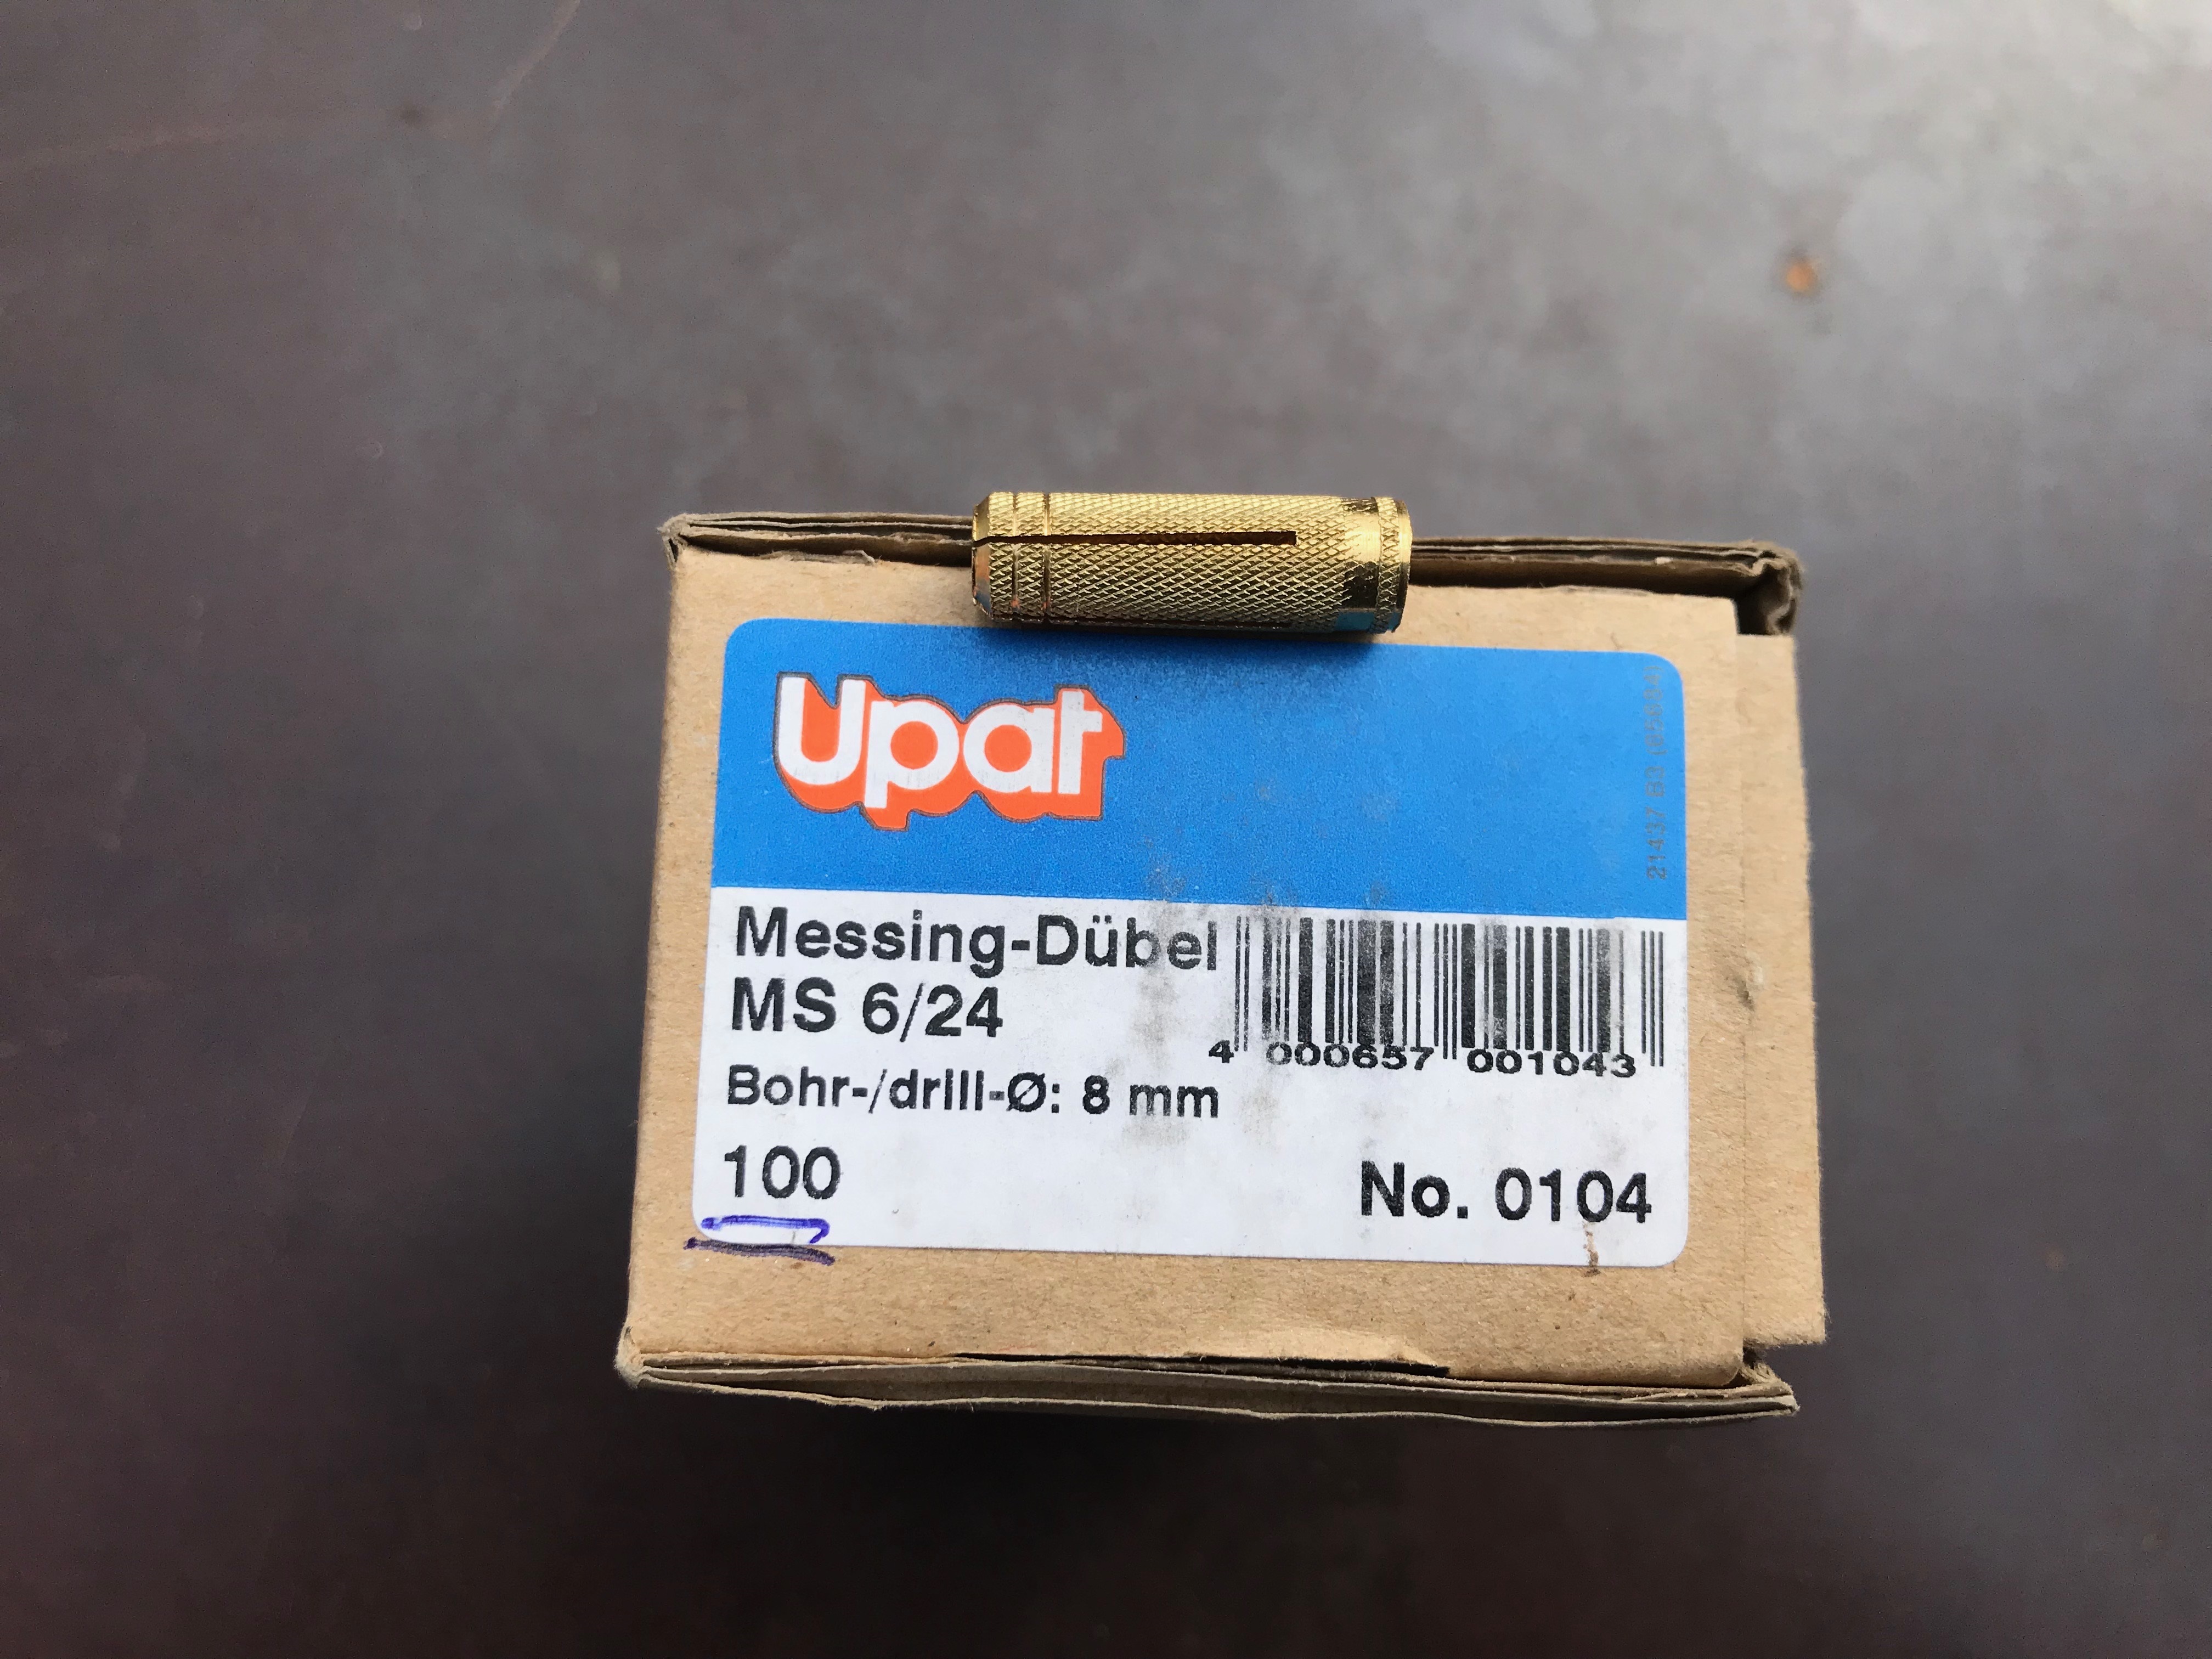 upat
Messing-Dübel
MS 6/24
4 000657 001043
Bohr-/drill-Ø: 8 mm
100
No. 0104